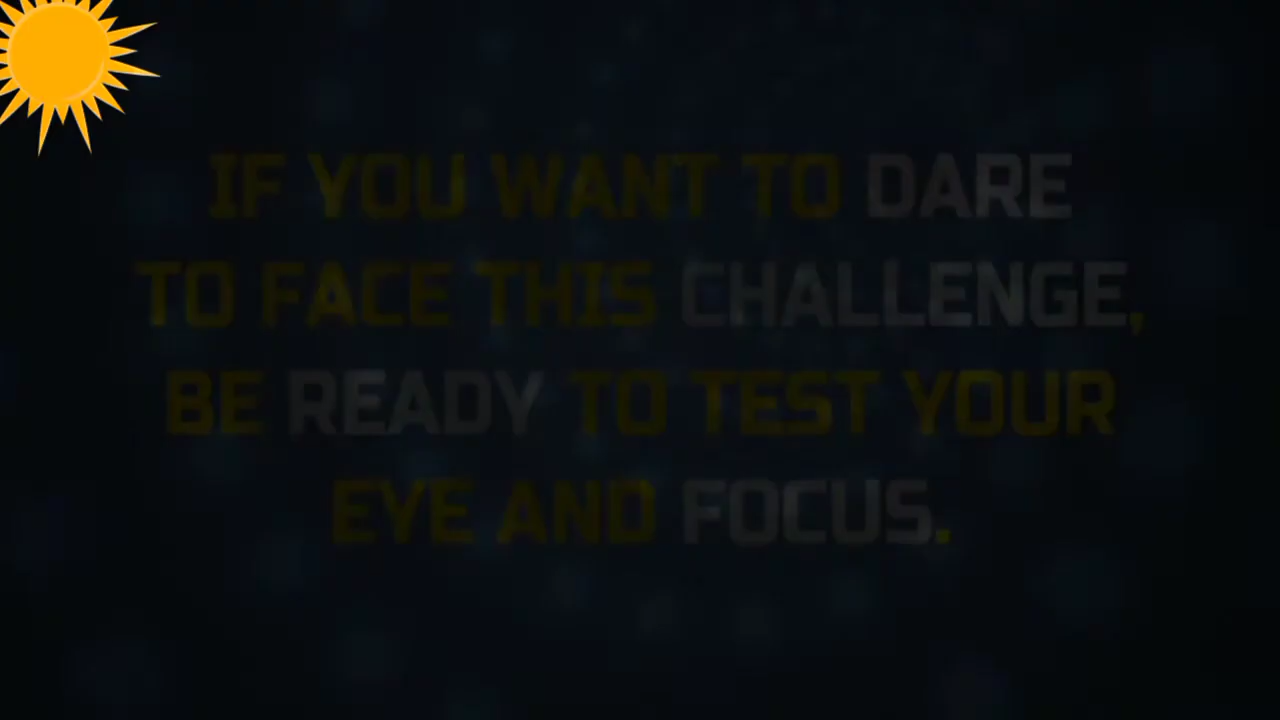 IF YOU WANT TO DARE
TO FACE THIS CHALLENGE,
BE READY TO TEST YOUR
EYE AND FOCUS.